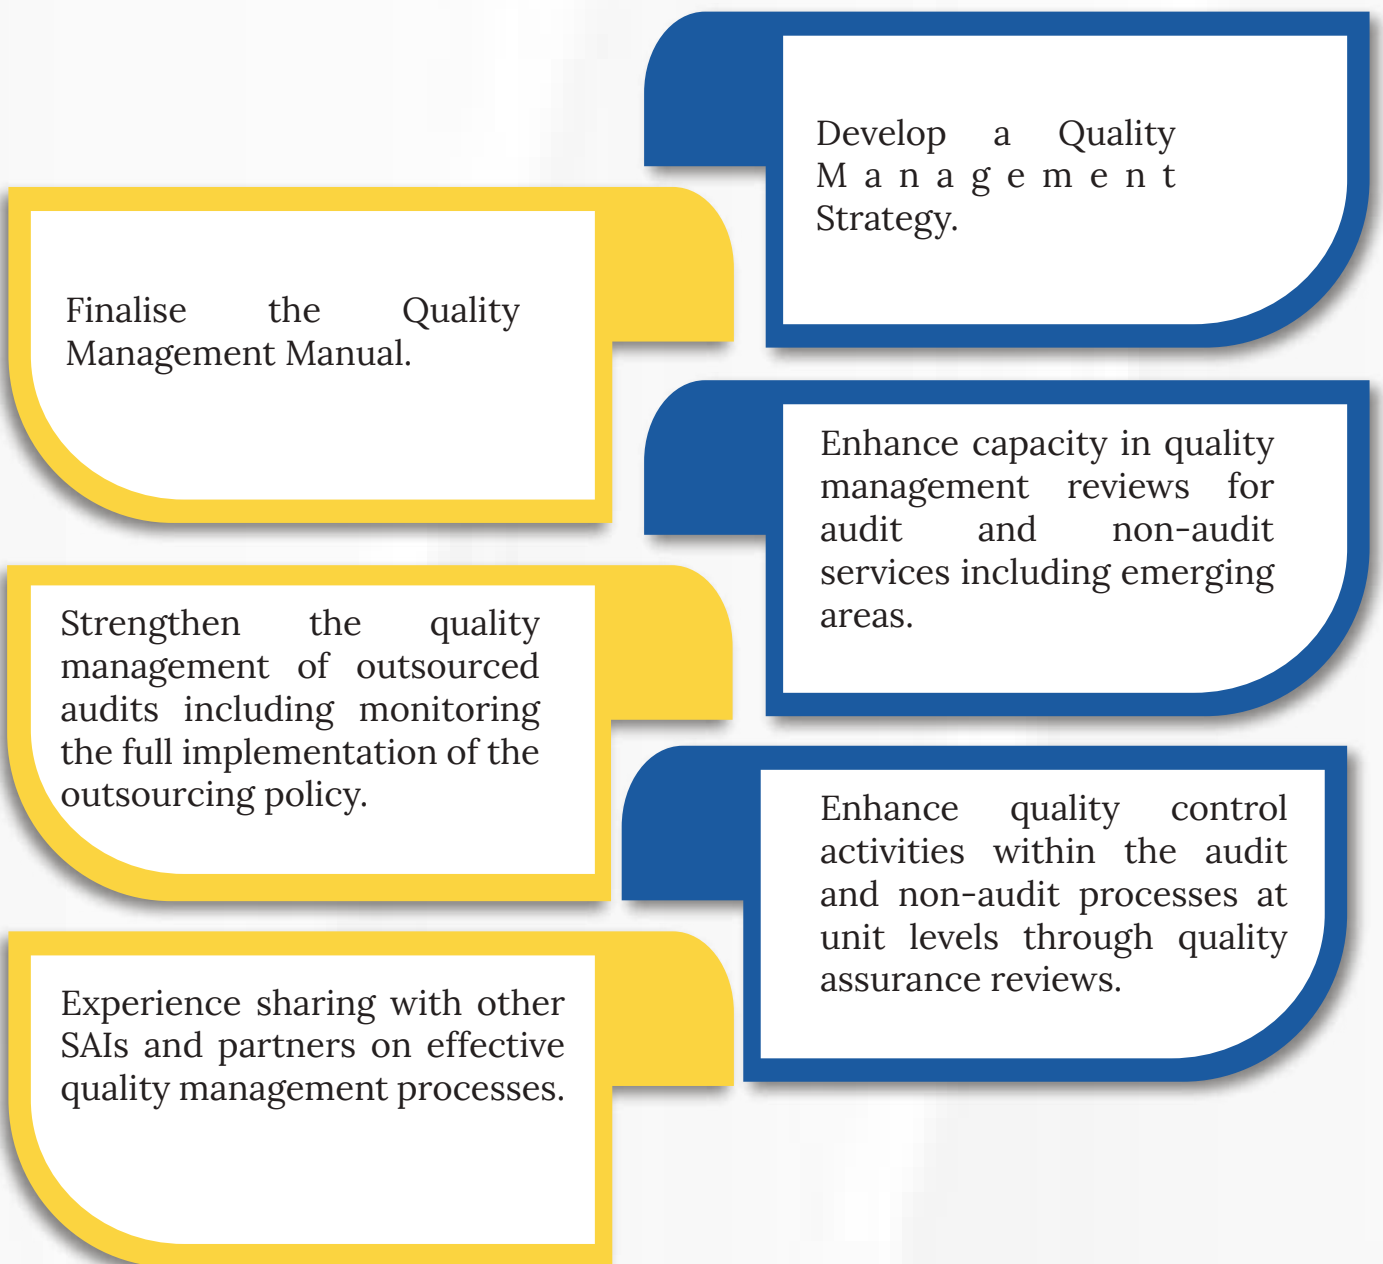 Develop a Quality
Management
Strategy.
Finalise the Quality
Management Manual.
Enhance capacity in quality
management reviews for
audit and non-audit
services including emerging
areas.
Strengthen the quality
management of outsourced
audits including monitoring
the full implementation of the
outsourcing policy.
Enhance quality control
activities within the audit
and non-audit processes at
unit levels through quality
assurance reviews.
Experience sharing with other
SAIs and partners on effective
quality management processes.